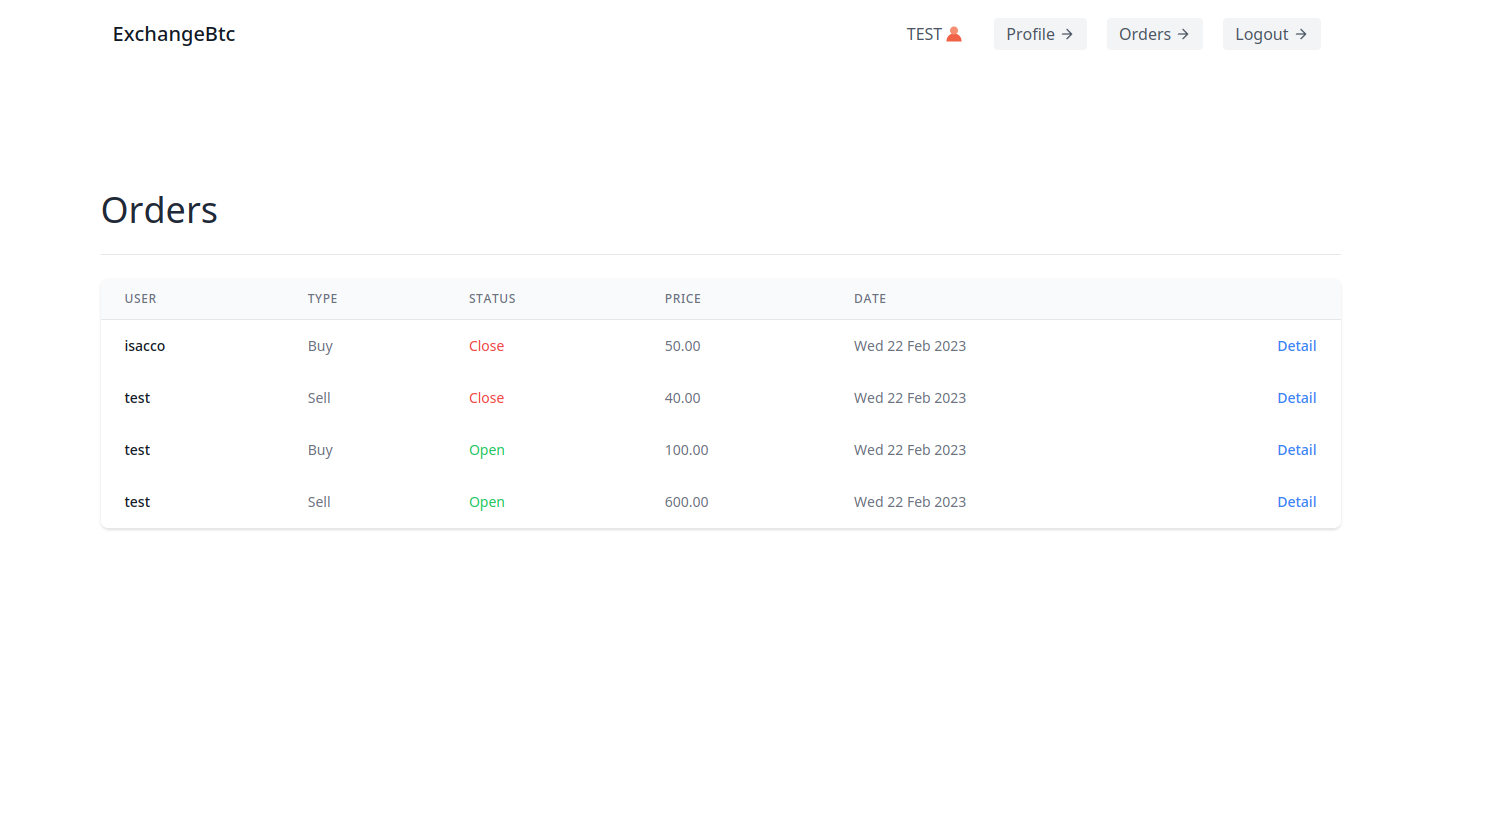 ExchangeBtc TEST Profile → Orders → Logout →
Orders
USER TYPE STATUS PRICE DATE
isacco Buy Close 50.00 Wed 22 Feb 2023 Detail
test Sell Close 40.00 Wed 22 Feb 2023 Detail
test Buy Open 100.00 Wed 22 Feb 2023 Detail
test Sell Open 600.00 Wed 22 Feb 2023 Detail